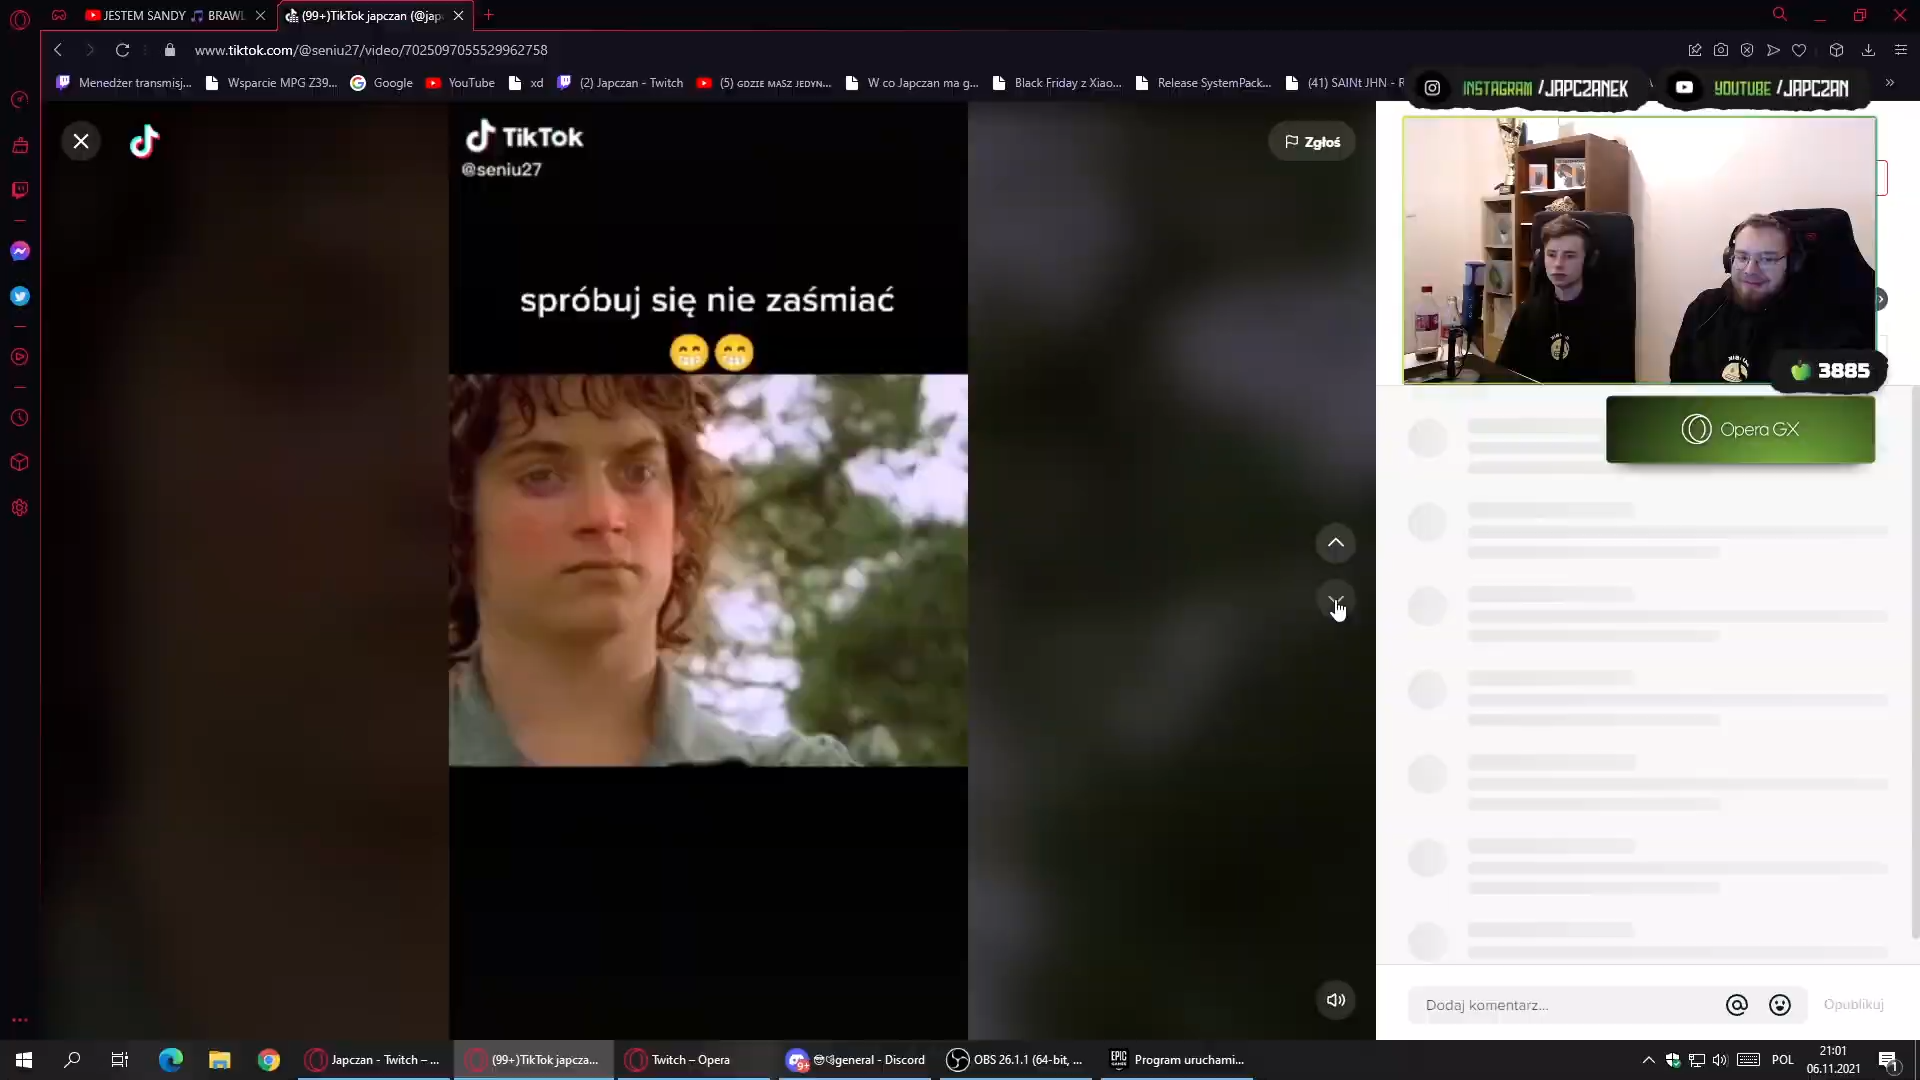 JESTEM SANDY 🎵 BRAWL
(99+)TikTok japczan (@jap
www.tiktok.com/@seniu27/video/7025097055529962758
Menedżer transmisj...
Wsparcie MPG Z39...
Google
YouTube
xd
(2) Japczan - Twitch
(5) GDZIE MASZ JEDYN...
W co Japczan ma g...
Black Friday z Xiao...
Release SystemPack...
(41) SAINt JHN - R
INSTAGRAM /JAPCZANEK
YOUTUBE /JAPCZAN
TikTok
@seniu27
Zgłoś
spróbuj się nie zaśmiać
😁😁
3885
Opera GX
Dodaj komentarz...
Opublikuj
Japczan - Twitch – ...
(99+)TikTok japcza...
Twitch – Opera
9+
general - Discord
OBS 26.1.1 (64-bit, ...
EPIC GAMES
Program uruchami...
POL
21:01
06.11.2021
1